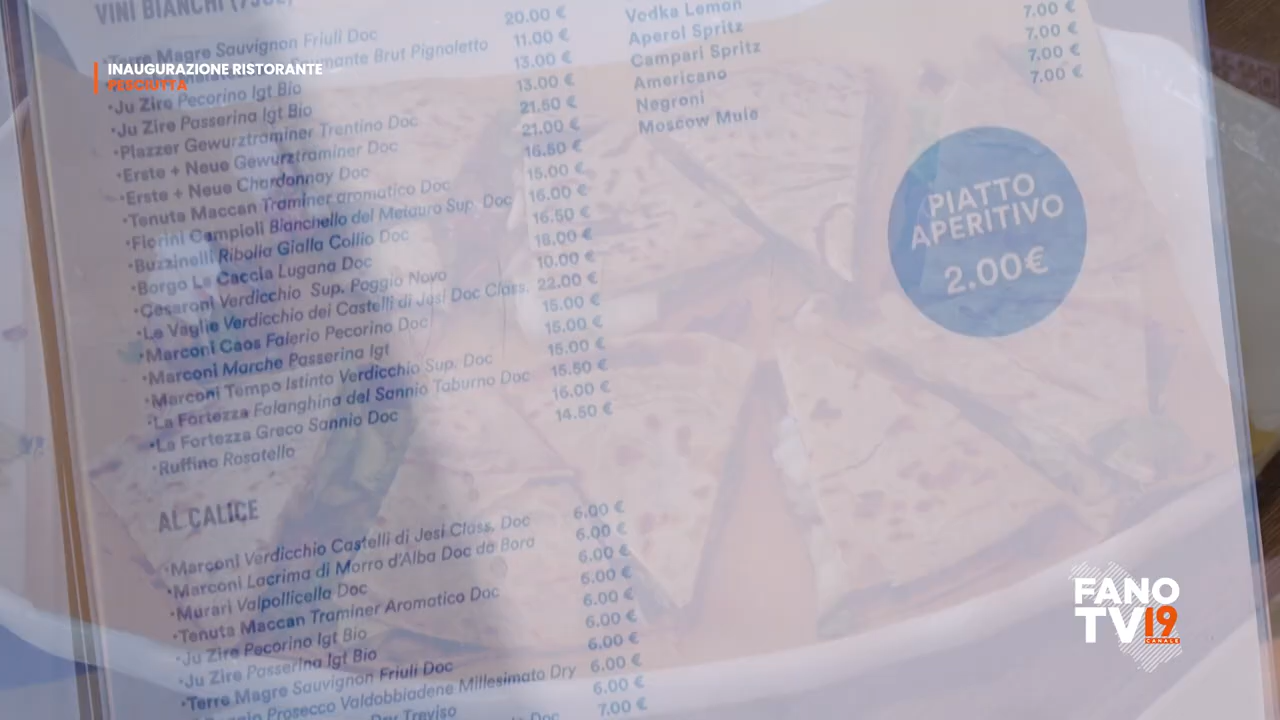 VINI BIANCHI
INAUGURAZIONE RISTORANTE
PESCIUTTA
20.00 €
•Terre Magre Sauvignon Friuli Doc 11.00 €
Brut Pignoletto 13.00 €
•Ju Zire Pecorino Igt Bio 13.00 €
•Ju Zire Passerina Igt Bio 21.50 €
•Plazzer Gewurztraminer Trentino Doc 21.00 €
•Erste + Neue Gewurztraminer Doc 16.50 €
•Erste + Neue Chardonnay Doc 15.00 €
•Tenuta Maccan Traminer aromatico Doc 16.00 €
•Fiorini Campioli Bianchello del Metauro Sup. Doc 16.50 €
•Buzzinelli Ribolla Gialla Collio Doc 18.00 €
•Borgo La Caccia Lugana Doc 10.00 €
•Cesaroni Verdicchio Sup. Poggio Novo 22.00 €
•Le Vaglie Verdicchio dei Castelli di Jesi Doc Class. 15.00 €
•Marconi Caos Falerio Pecorino Doc 15.00 €
•Marconi Marche Passerina Igt 15.00 €
•Marconi Tempo Istinto Verdicchio Sup. Doc 15.50 €
•La Fortezza Falanghina del Sannio Taburno Doc 16.00 €
•La Fortezza Greco Sannio Doc 14.50 €
•Ruffino Rosatello
AL CALICE
•Marconi Verdicchio Castelli di Jesi Class. Doc 6.00 €
•Marconi Lacrima di Morro d'Alba Doc da Bora 6.00 €
•Murari Valpollicella Doc 6.00 €
•Tenuta Maccan Traminer Aromatico Doc 6.00 €
•Ju Zire Pecorino Igt Bio 6.00 €
•Ju Zire Passerina Igt Bio 6.00 €
•Terre Magre Sauvignon Friuli Doc 6.00 €
Prosecco Valdobbiadene Millesimato Dry 6.00 €
Dry Treviso 6.00 €
Doc 7.00 €
Vodka Lemon 7.00 €
Aperol Spritz 7.00 €
Campari Spritz 7.00 €
Americano 7.00 €
Negroni
Moscow Mule
PIATTO
APERITIVO
2.00€
FANO
TV19
CANALE